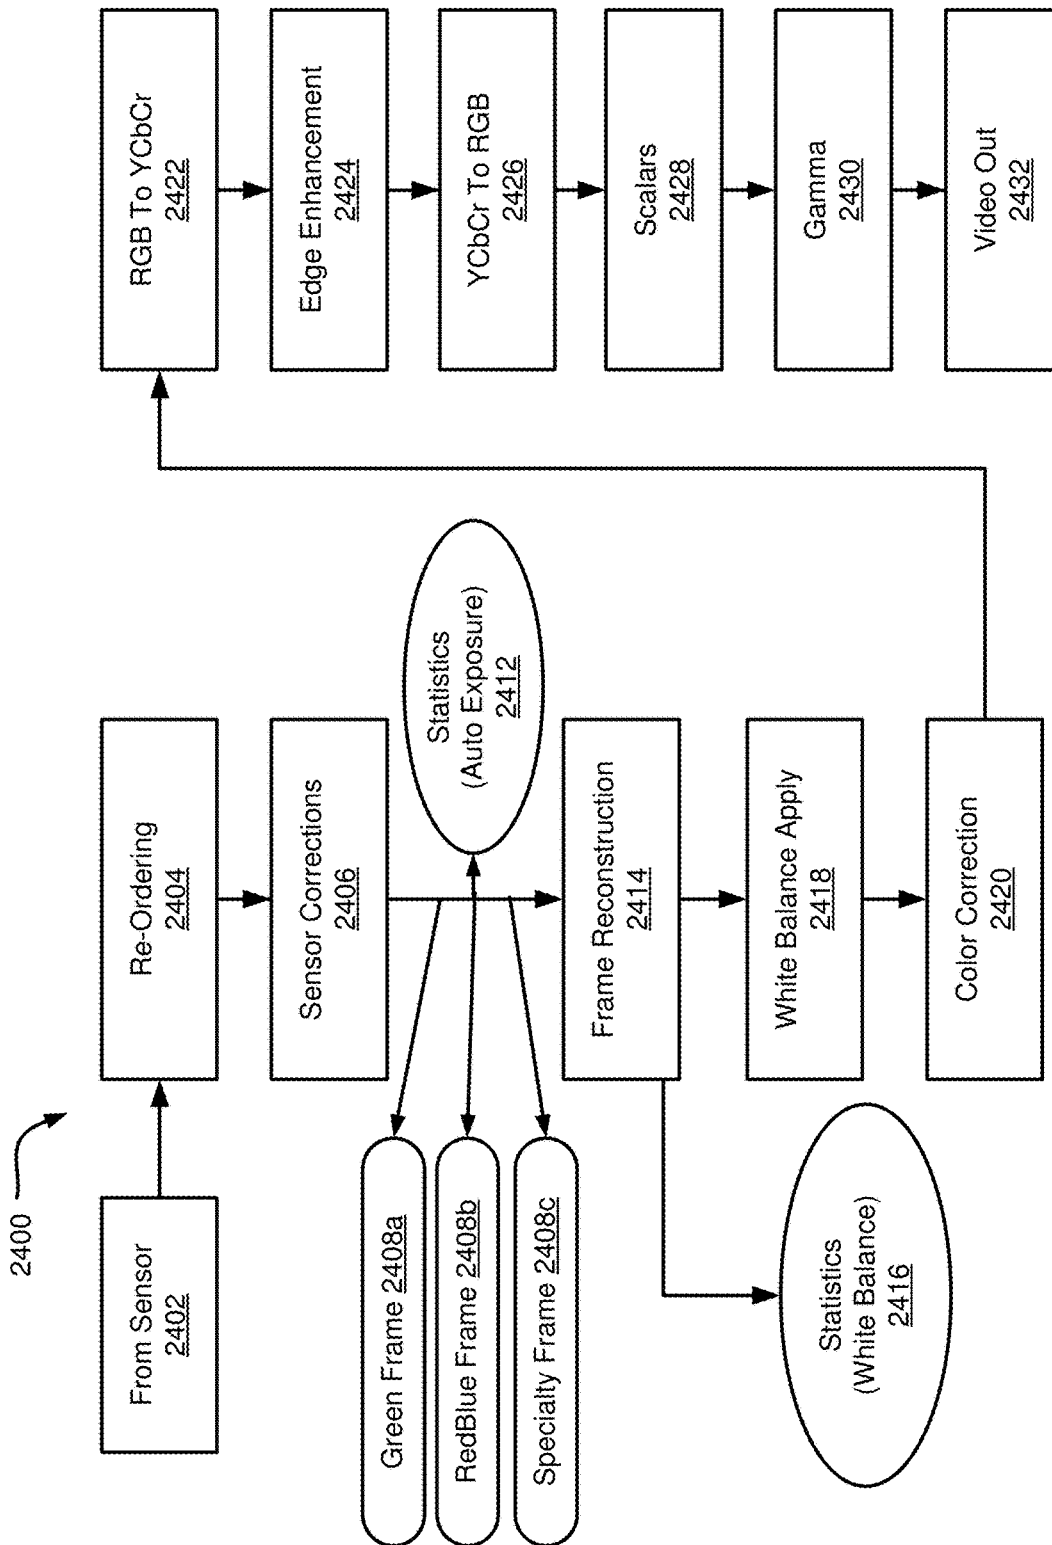 2400
From Sensor
2402
Re-Ordering
2404
Sensor Corrections
2406
Green Frame 2408a
RedBlue Frame 2408b
Specialty Frame 2408c
Statistics
(Auto Exposure)
2412
Frame Reconstruction
2414
Statistics
(White Balance)
2416
White Balance Apply
2418
Color Correction
2420
RGB To YCbCr
2422
Edge Enhancement
2424
YCbCr To RGB
2426
Scalars
2428
Gamma
2430
Video Out
2432